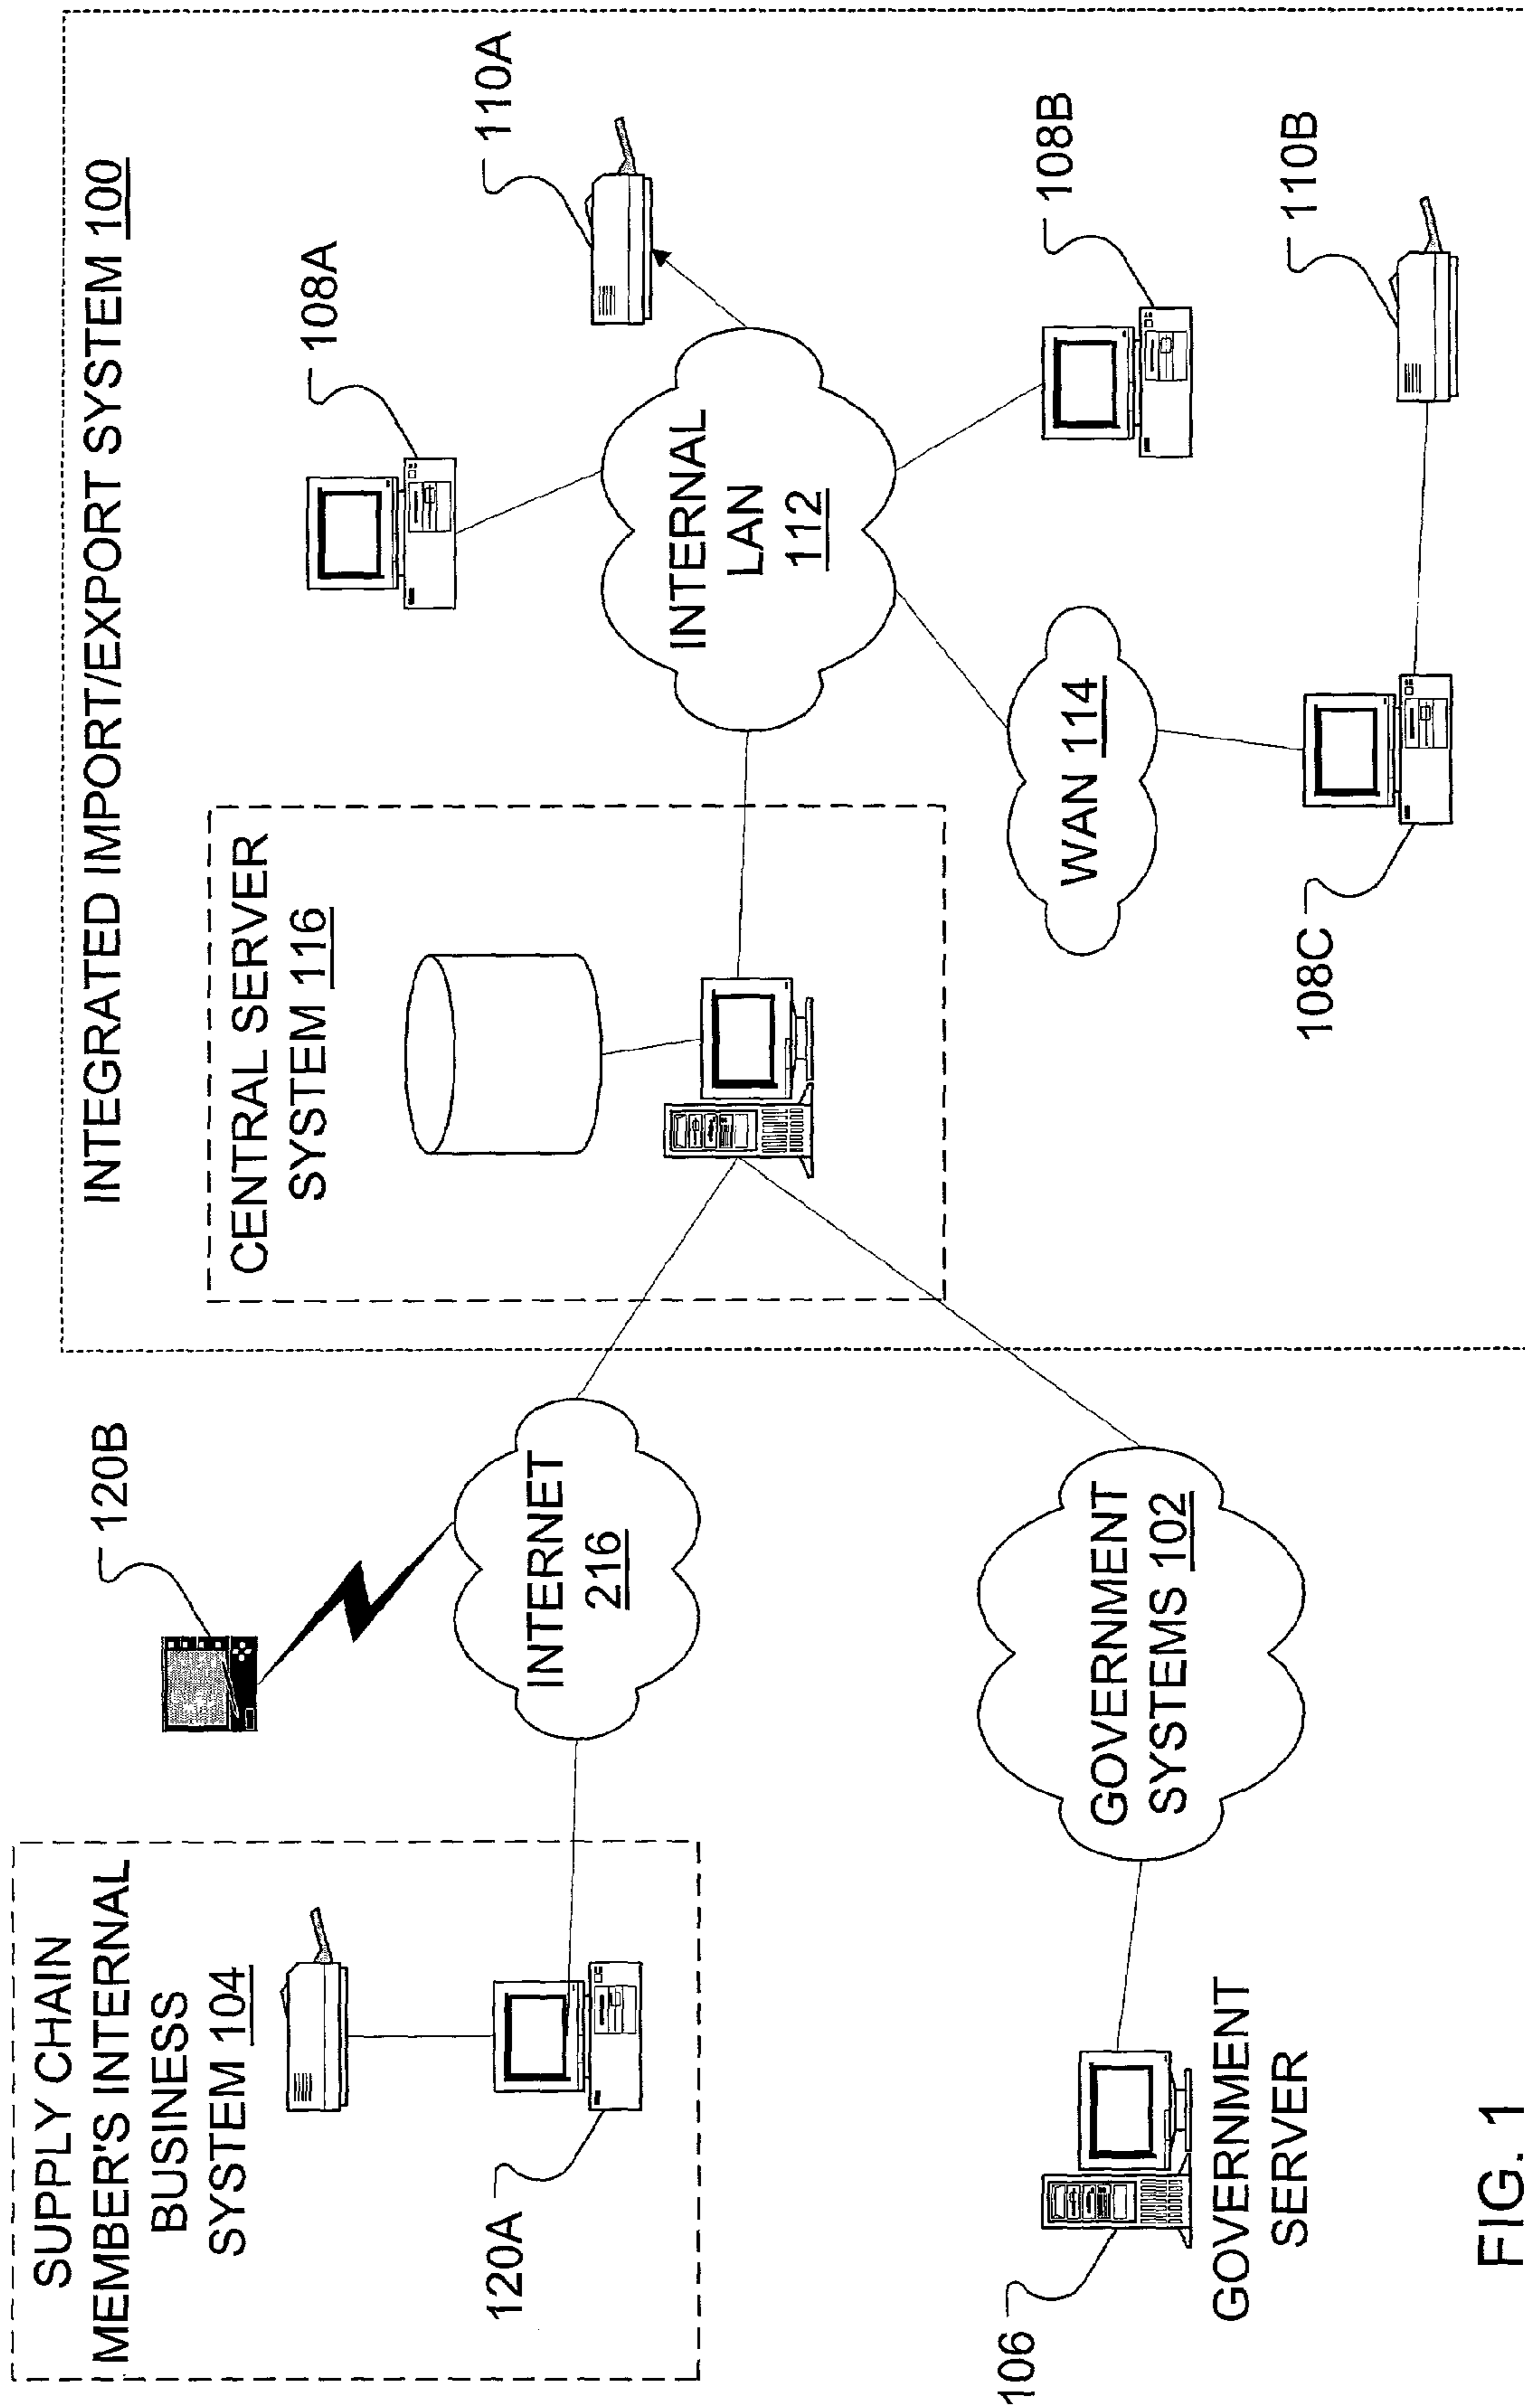 SUPPLY CHAIN
MEMBER'S INTERNAL
BUSINESS
SYSTEM 104
120A
120B
INTERNET
216
INTEGRATED IMPORT/EXPORT SYSTEM 100
CENTRAL SERVER
SYSTEM 116
108A
110A
INTERNAL
LAN
112
108B
WAN 114
108C
110B
GOVERNMENT
SYSTEMS 102
106
GOVERNMENT
SERVER
FIG. 1